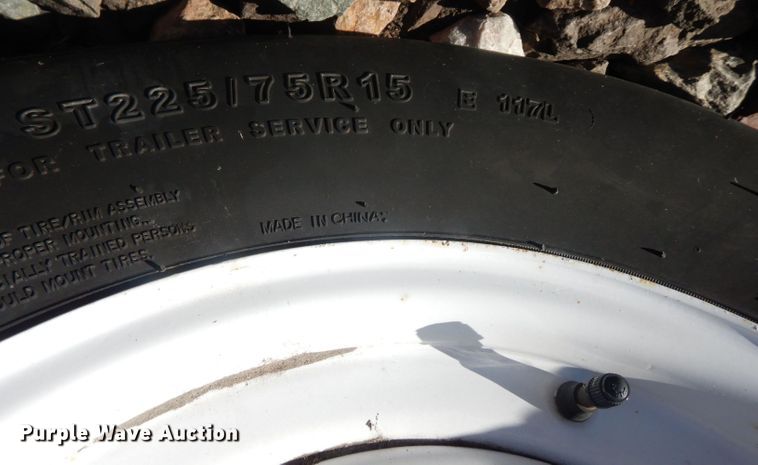 ST225/75R15 E 117L
FOR TRAILER SERVICE ONLY
OF TIRE/RIM ASSEMBLY
MOUNTING...
TRAINED PERSONS
MOUNT TIRES.
MADE IN CHINA
Purple Wave Auction